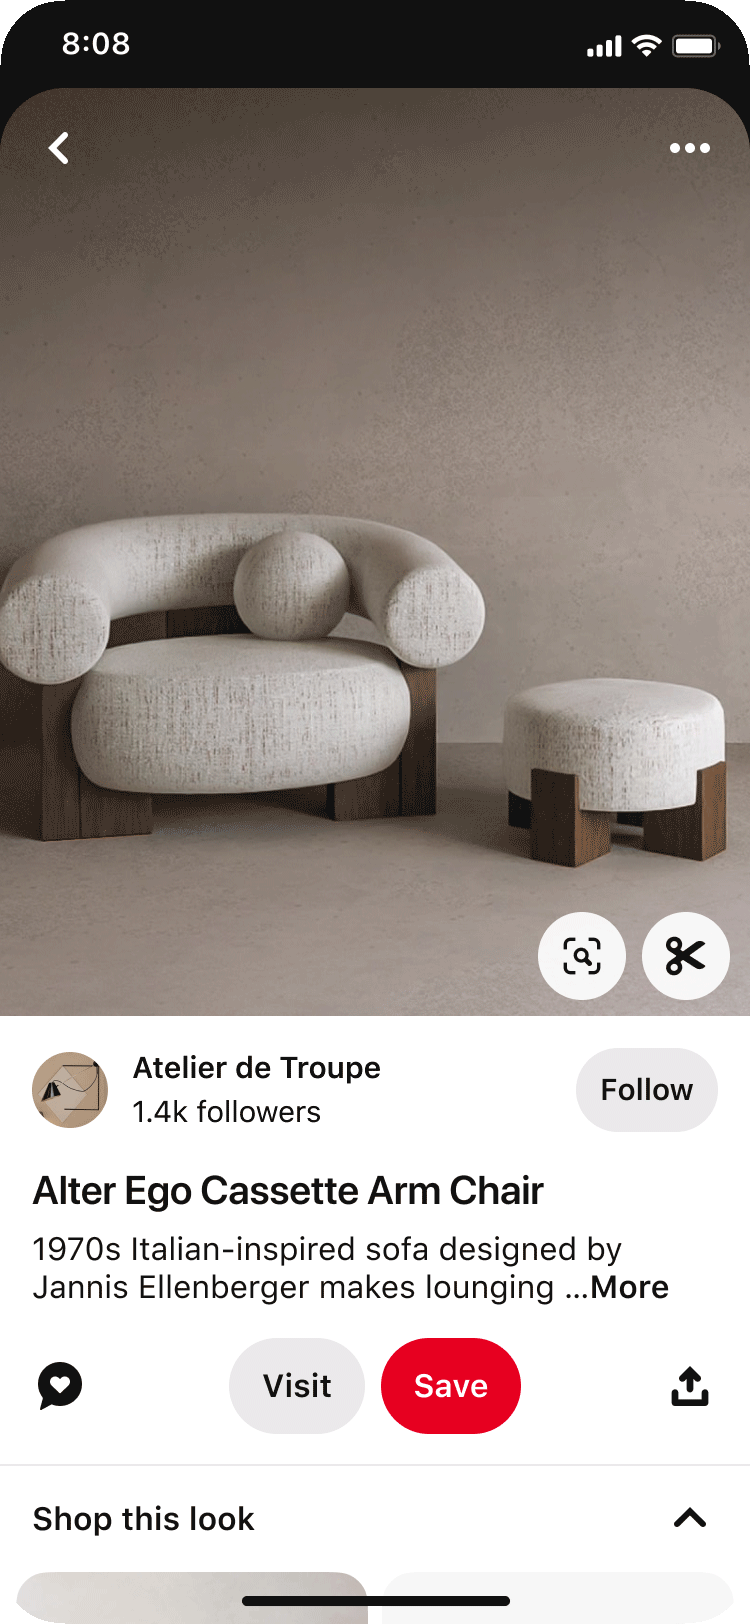 8:08
Atelier de Troupe
1.4k followers
Follow
Alter Ego Cassette Arm Chair
1970s Italian-inspired sofa designed by
Jannis Ellenberger makes lounging ...More
Visit
Save
Shop this look